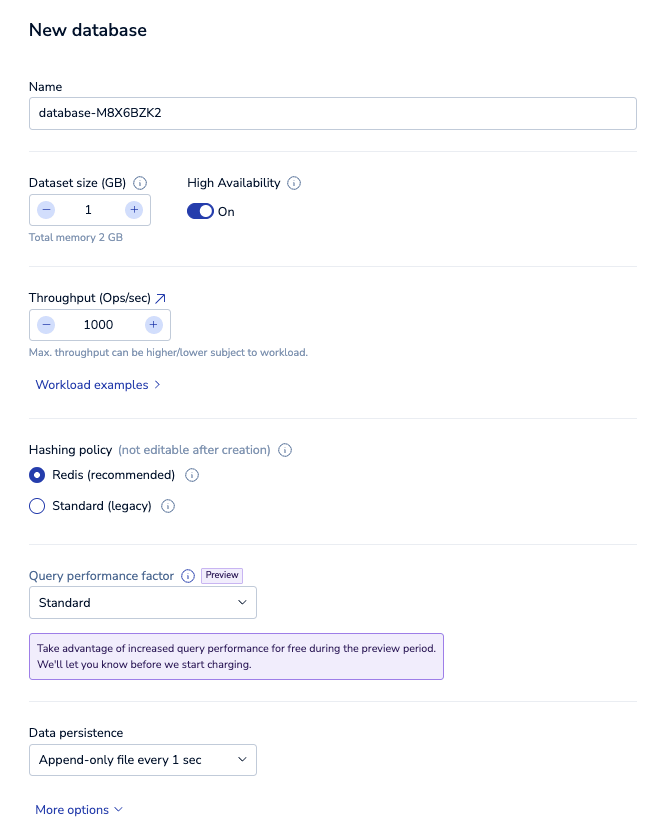 New database
Name
database-M8X6BZK2
Dataset size (GB)
High Availability
1
On
Total memory 2 GB
Throughput (Ops/sec)
1000
Max. throughput can be higher/lower subject to workload.
Workload examples
Hashing policy (not editable after creation)
Redis (recommended)
Standard (legacy)
Query performance factor Preview
Standard
Take advantage of increased query performance for free during the preview period.
We'll let you know before we start charging.
Data persistence
Append-only file every 1 sec
More options